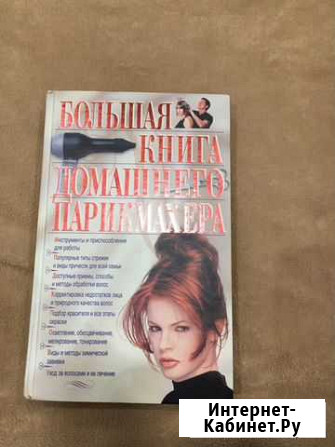 БОЛЬШАЯ
КНИГА
ДОМАШНЕГО
ПАРИКМАХЕРА
Инструменты и приспособления
для работы
Популярные типы стрижек
и виды причесок для всей семьи
Доступные приемы, способы
и методы обработки волос
Корректировка недостатков лица
и природного качества волос
Подбор красителя и все этапы
окраски
Осветление, обесцвечивание,
мелирование, тонирование
Виды и методы химической
завивки
Уход за волосами и их лечение
Интернет-
Кабинет.Ру